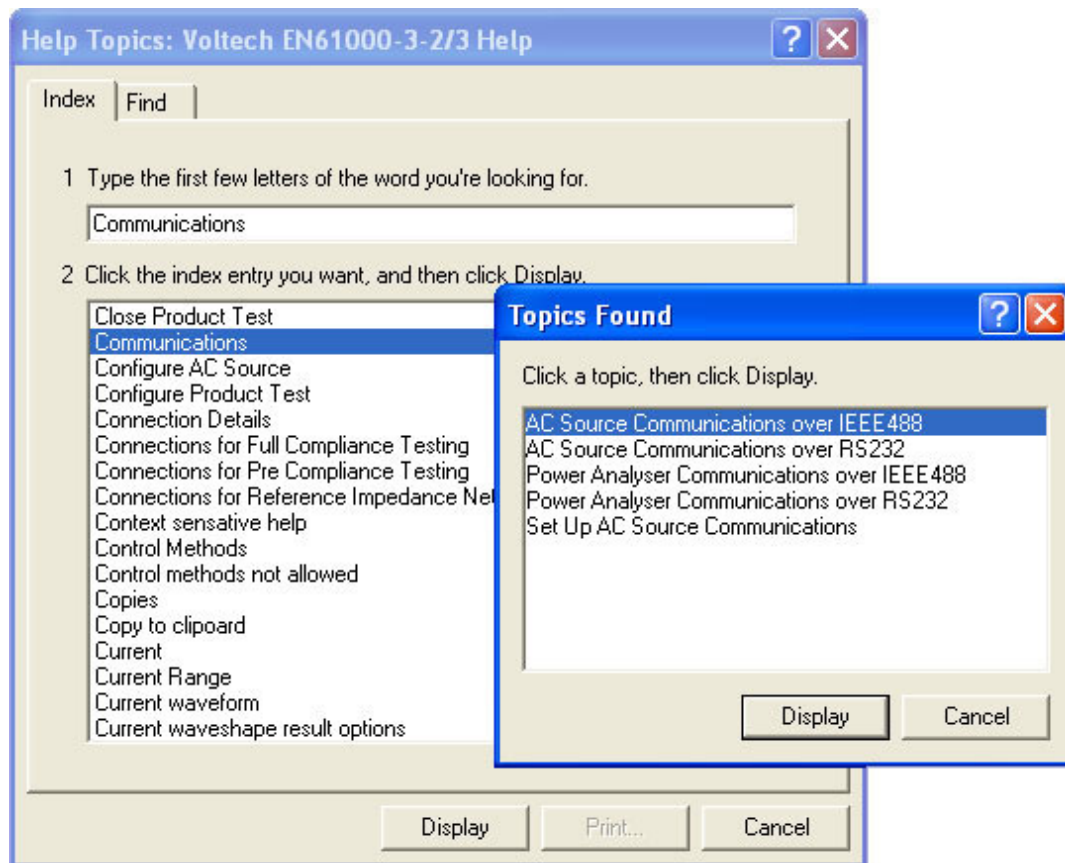 Help Topics: Voltech EN61000-3-2/3 Help
Index
Find
1 Type the first few letters of the word you're looking for.
Communications
2 Click the index entry you want, and then click Display.
Close Product Test
Communications
Configure AC Source
Configure Product Test
Connection Details
Connections for Full Compliance Testing
Connections for Pre Compliance Testing
Connections for Reference Impedance Net
Context sensative help
Control Methods
Control methods not allowed
Copies
Copy to clipoard
Current
Current Range
Current waveform
Current waveshape result options
Display
Print...
Cancel
Topics Found
Click a topic, then click Display.
AC Source Communications over IEEE488
AC Source Communications over RS232
Power Analyser Communications over IEEE488
Power Analyser Communications over RS232
Set Up AC Source Communications
Display
Cancel